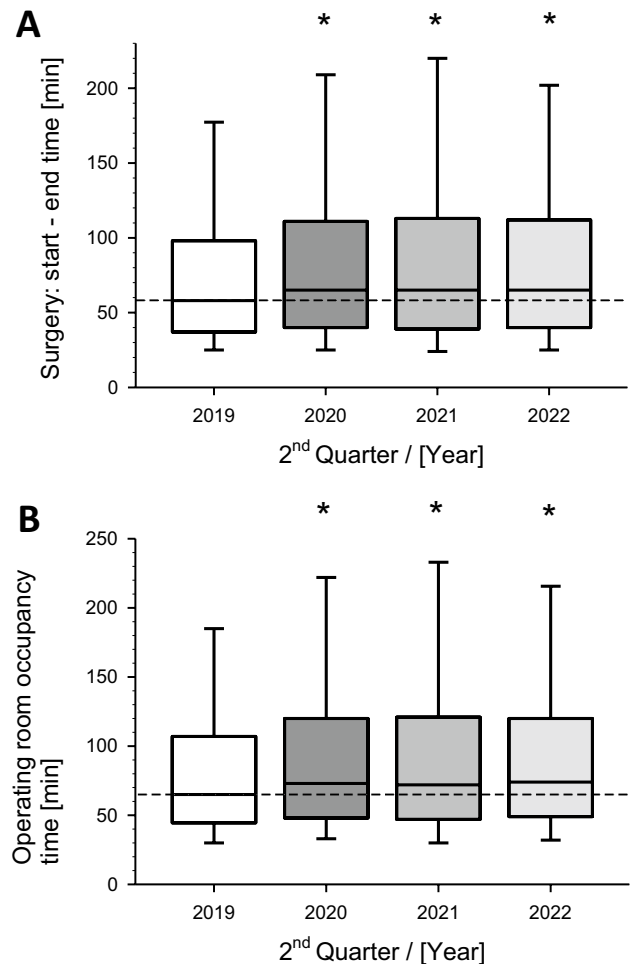 A
* * *
Surgery: start - end time [min]
200
150
100
50
0
2019 2020 2021 2022
2nd Quarter / [Year]
B
* * *
Operating room occupancy
time [min]
250
200
150
100
50
0
2019 2020 2021 2022
2nd Quarter / [Year]